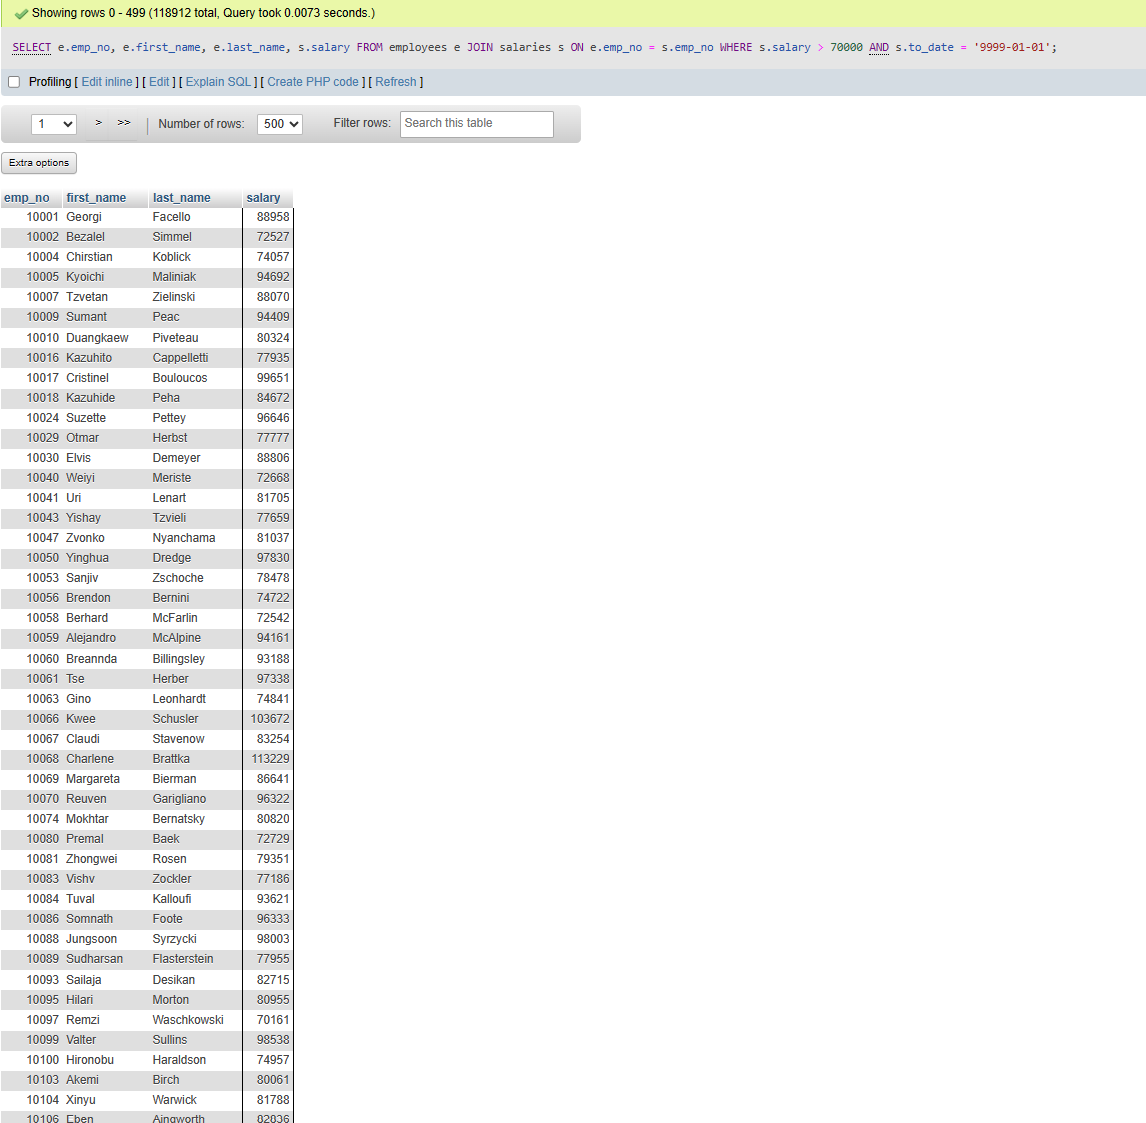 Showing rows 0 - 499 (118912 total, Query took 0.0073 seconds.)
SELECT e.emp_no, e.first_name, e.last_name, s.salary FROM employees e JOIN salaries s ON e.emp_no = s.emp_no WHERE s.salary > 70000 AND s.to_date = '9999-01-01';
Profiling [ Edit inline ] [ Edit ] [ Explain SQL ] [ Create PHP code ] [ Refresh ]
1 > >> | Number of rows: 500 Filter rows: Search this table
Extra options
emp_no first_name last_name salary
10001 Georgi Facello 88958
10002 Bezalel Simmel 72527
10004 Chirstian Koblick 74057
10005 Kyoichi Maliniak 94692
10007 Tzvetan Zielinski 88070
10009 Sumant Peac 94409
10010 Duangkaew Piveteau 80324
10016 Kazuhito Cappelletti 77935
10017 Cristinel Bouloucos 99651
10018 Kazuhide Peha 84672
10024 Suzette Pettey 96646
10029 Otmar Herbst 77777
10030 Elvis Demeyer 88806
10040 Weiyi Meriste 72668
10041 Uri Lenart 81705
10043 Yishay Tzvieli 77659
10047 Zvonko Nyanchama 81037
10050 Yinghua Dredge 97830
10053 Sanjiv Zschoche 78478
10056 Brendon Bernini 74722
10058 Berhard McFarlin 72542
10059 Alejandro McAlpine 94161
10060 Breannda Billingsley 93188
10061 Tse Herber 97338
10063 Gino Leonhardt 74841
10066 Kwee Schusler 103672
10067 Claudi Stavenow 83254
10068 Charlene Brattka 113229
10069 Margareta Bierman 86641
10070 Reuven Garigliano 96322
10074 Mokhtar Bernatsky 80820
10080 Premal Baek 72729
10081 Zhongwei Rosen 79351
10083 Vishv Zockler 77186
10084 Tuval Kalloufi 93621
10086 Somnath Foote 96333
10088 Jungsoon Syrzycki 98003
10089 Sudharsan Flasterstein 77955
10093 Sailaja Desikan 82715
10095 Hilari Morton 80955
10097 Remzi Waschkowski 70161
10099 Valter Sullins 98538
10100 Hironobu Haraldson 74957
10103 Akemi Birch 80061
10104 Xinyu Warwick 81788
10106 Eben Aingworth 82836